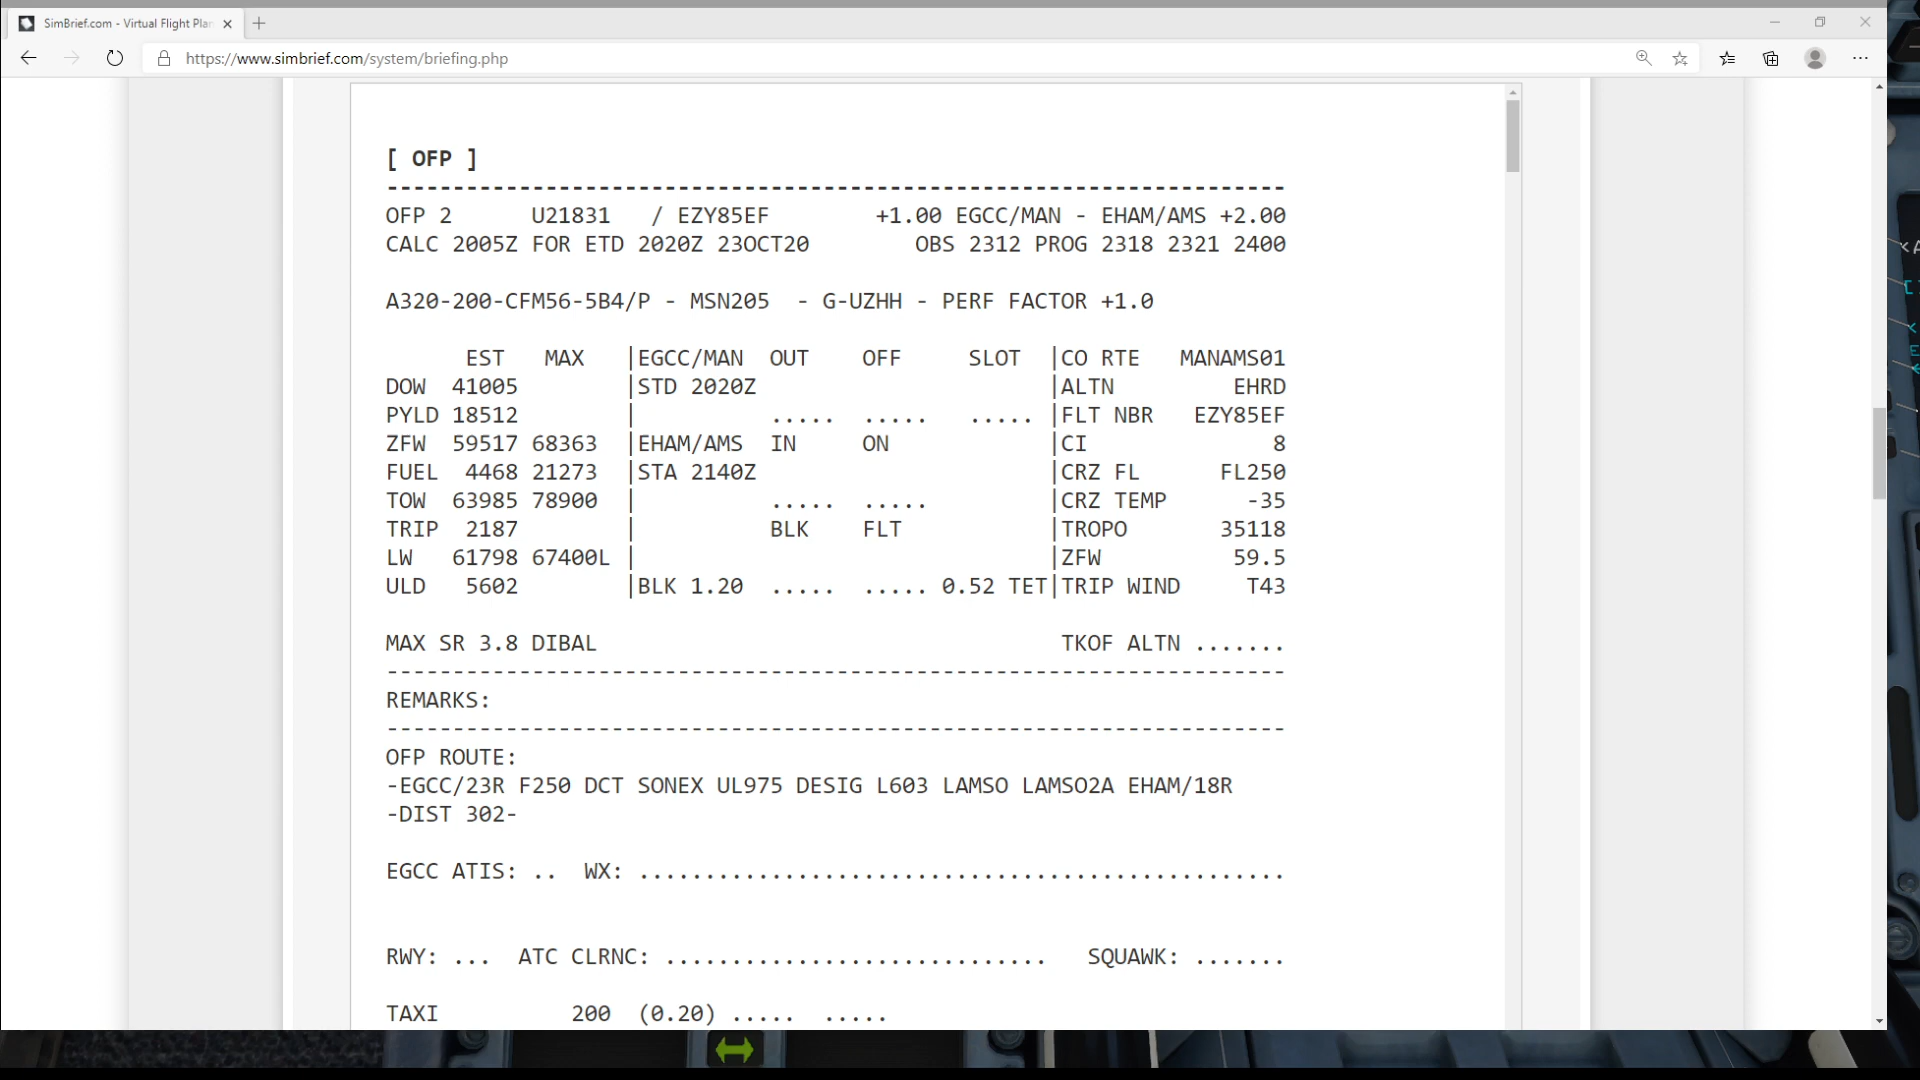 SimBrief.com - Virtual Flight Plan
https://www.simbrief.com/system/briefing.php
[ OFP ]
--------------------------------------------------------------------
OFP 2 U21831 / EZY85EF +1.00 EGCC/MAN - EHAM/AMS +2.00
CALC 2005Z FOR ETD 2020Z 23OCT20 OBS 2312 PROG 2318 2321 2400
A320-200-CFM56-5B4/P - MSN205 - G-UZHH - PERF FACTOR +1.0
EST MAX |EGCC/MAN OUT OFF SLOT |CO RTE MANAMS01
DOW 41005 |STD 2020Z |ALTN EHRD
PYLD 18512 | ..... ..... ..... |FLT NBR EZY85EF
ZFW 59517 68363 |EHAM/AMS IN ON |CI 8
FUEL 4468 21273 |STA 2140Z |CRZ FL FL250
TOW 63985 78900 | ..... ..... |CRZ TEMP -35
TRIP 2187 | BLK FLT |TROPO 35118
LW 61798 67400L | |ZFW 59.5
ULD 5602 |BLK 1.20 ..... ..... 0.52 TET|TRIP WIND T43
MAX SR 3.8 DIBAL TKOF ALTN .......
--------------------------------------------------------------------
REMARKS:
--------------------------------------------------------------------
OFP ROUTE:
-EGCC/23R F250 DCT SONEX UL975 DESIG L603 LAMSO LAMSO2A EHAM/18R
-DIST 302-
EGCC ATIS: .. WX: .................................................
RWY: ... ATC CLRNC: ............................. SQUAWK: .......
TAXI 200 (0.20) ..... .....